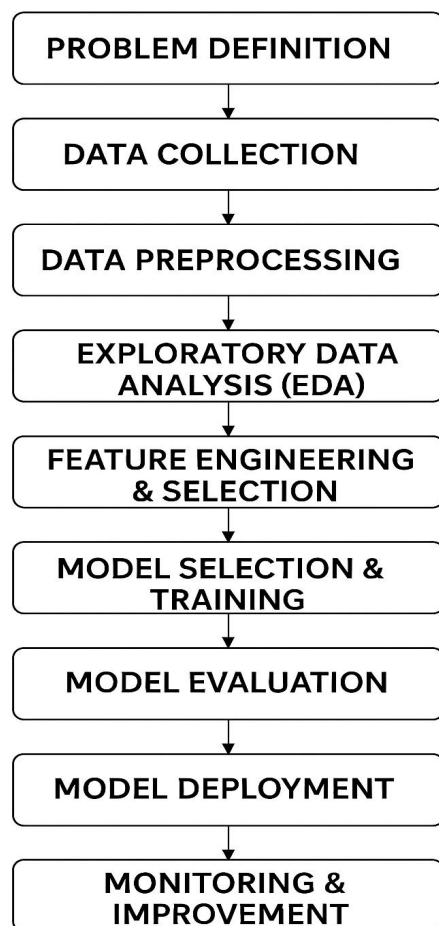 PROBLEM DEFINITION
DATA COLLECTION
DATA PREPROCESSING
EXPLORATORY DATA
ANALYSIS (EDA)
FEATURE ENGINEERING
& SELECTION
MODEL SELECTION &
TRAINING
MODEL EVALUATION
MODEL DEPLOYMENT
MONITORING &
IMPROVEMENT